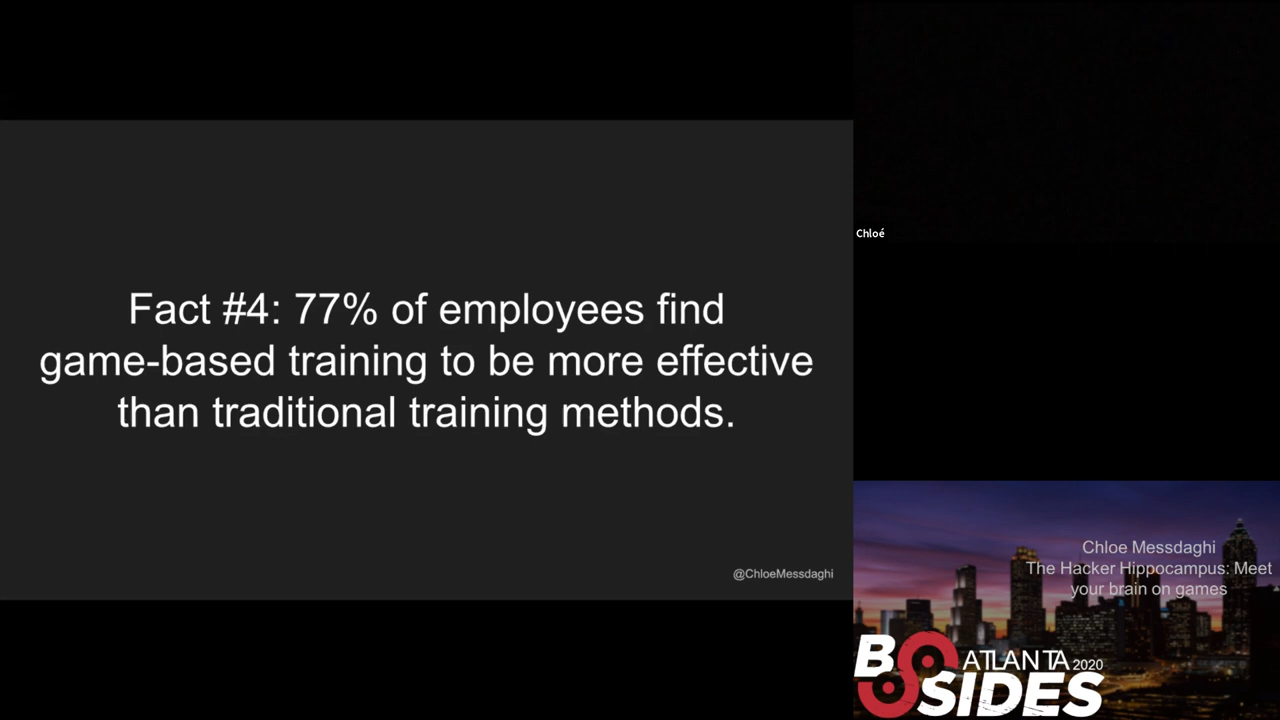 Fact #4: 77% of employees find
game-based training to be more effective
than traditional training methods.
@ChloeMessdaghi
Chloé
Chloe Messdaghi
The Hacker Hippocampus: Meet
your brain on games
BSIDES
ATLANTA 2020